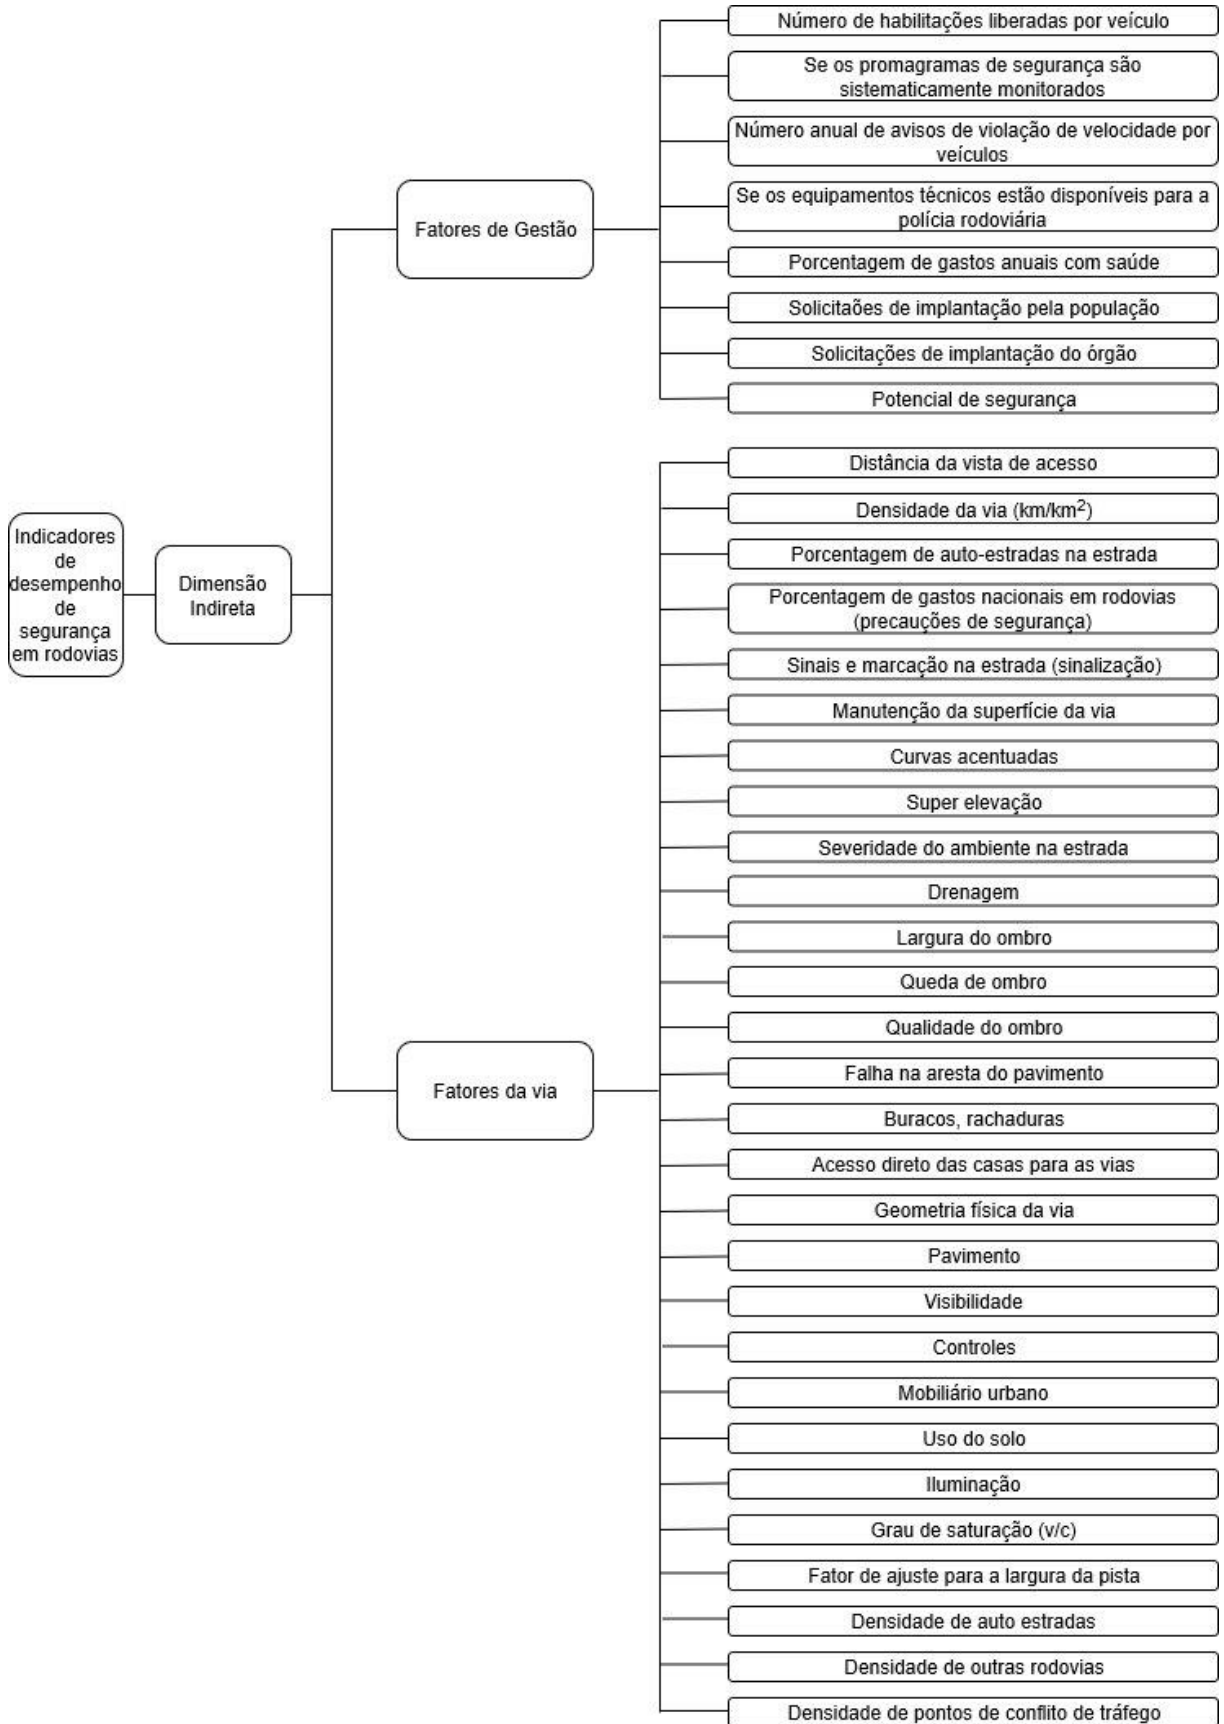 Número de habilitações liberadas por veículo
Se os promagramas de segurança são
sistematicamente monitorados
Número anual de avisos de violação de velocidade por
veículos
Se os equipamentos técnicos estão disponíveis para a
polícia rodoviária
Fatores de Gestão
Porcentagem de gastos anuais com saúde
Solicitaões de implantação pela população
Solicitações de implantação do órgão
Potencial de segurança
Indicadores
de
desempenho
de
segurança
em rodovias
Dimensão
Indireta
Distância da vista de acesso
Densidade da via (km/km²)
Porcentagem de auto-estradas na estrada
Porcentagem de gastos nacionais em rodovias
(precauções de segurança)
Sinais e marcação na estrada (sinalização)
Manutenção da superfície da via
Curvas acentuadas
Super elevação
Severidade do ambiente na estrada
Drenagem
Largura do ombro
Queda de ombro
Qualidade do ombro
Falha na aresta do pavimento
Fatores da via
Buracos, rachaduras
Acesso direto das casas para as vias
Geometria física da via
Pavimento
Visibilidade
Controles
Mobiliário urbano
Uso do solo
Iluminação
Grau de saturação (v/c)
Fator de ajuste para a largura da pista
Densidade de auto estradas
Densidade de outras rodovias
Densidade de pontos de conflito de tráfego